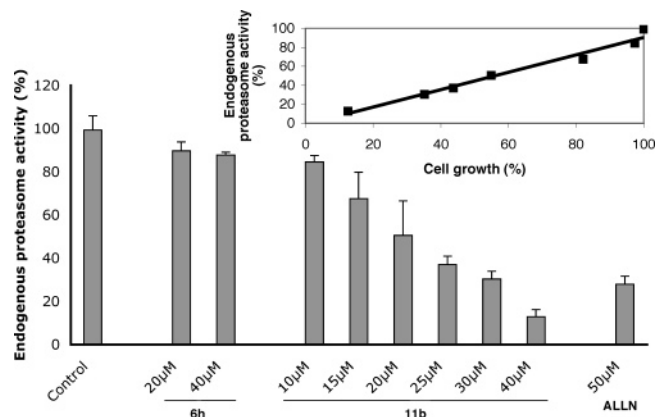 Endogenous proteasome activity (%)
120
100
80
60
40
20
0
Endogenous
proteasome activity
(%)
100
80
60
40
20
0
0 20 40 60 80 100
Cell growth (%)
Control 20µM 40µM 10µM 15µM 20µM 25µM 30µM 40µM 50µM
6h 11b ALLN